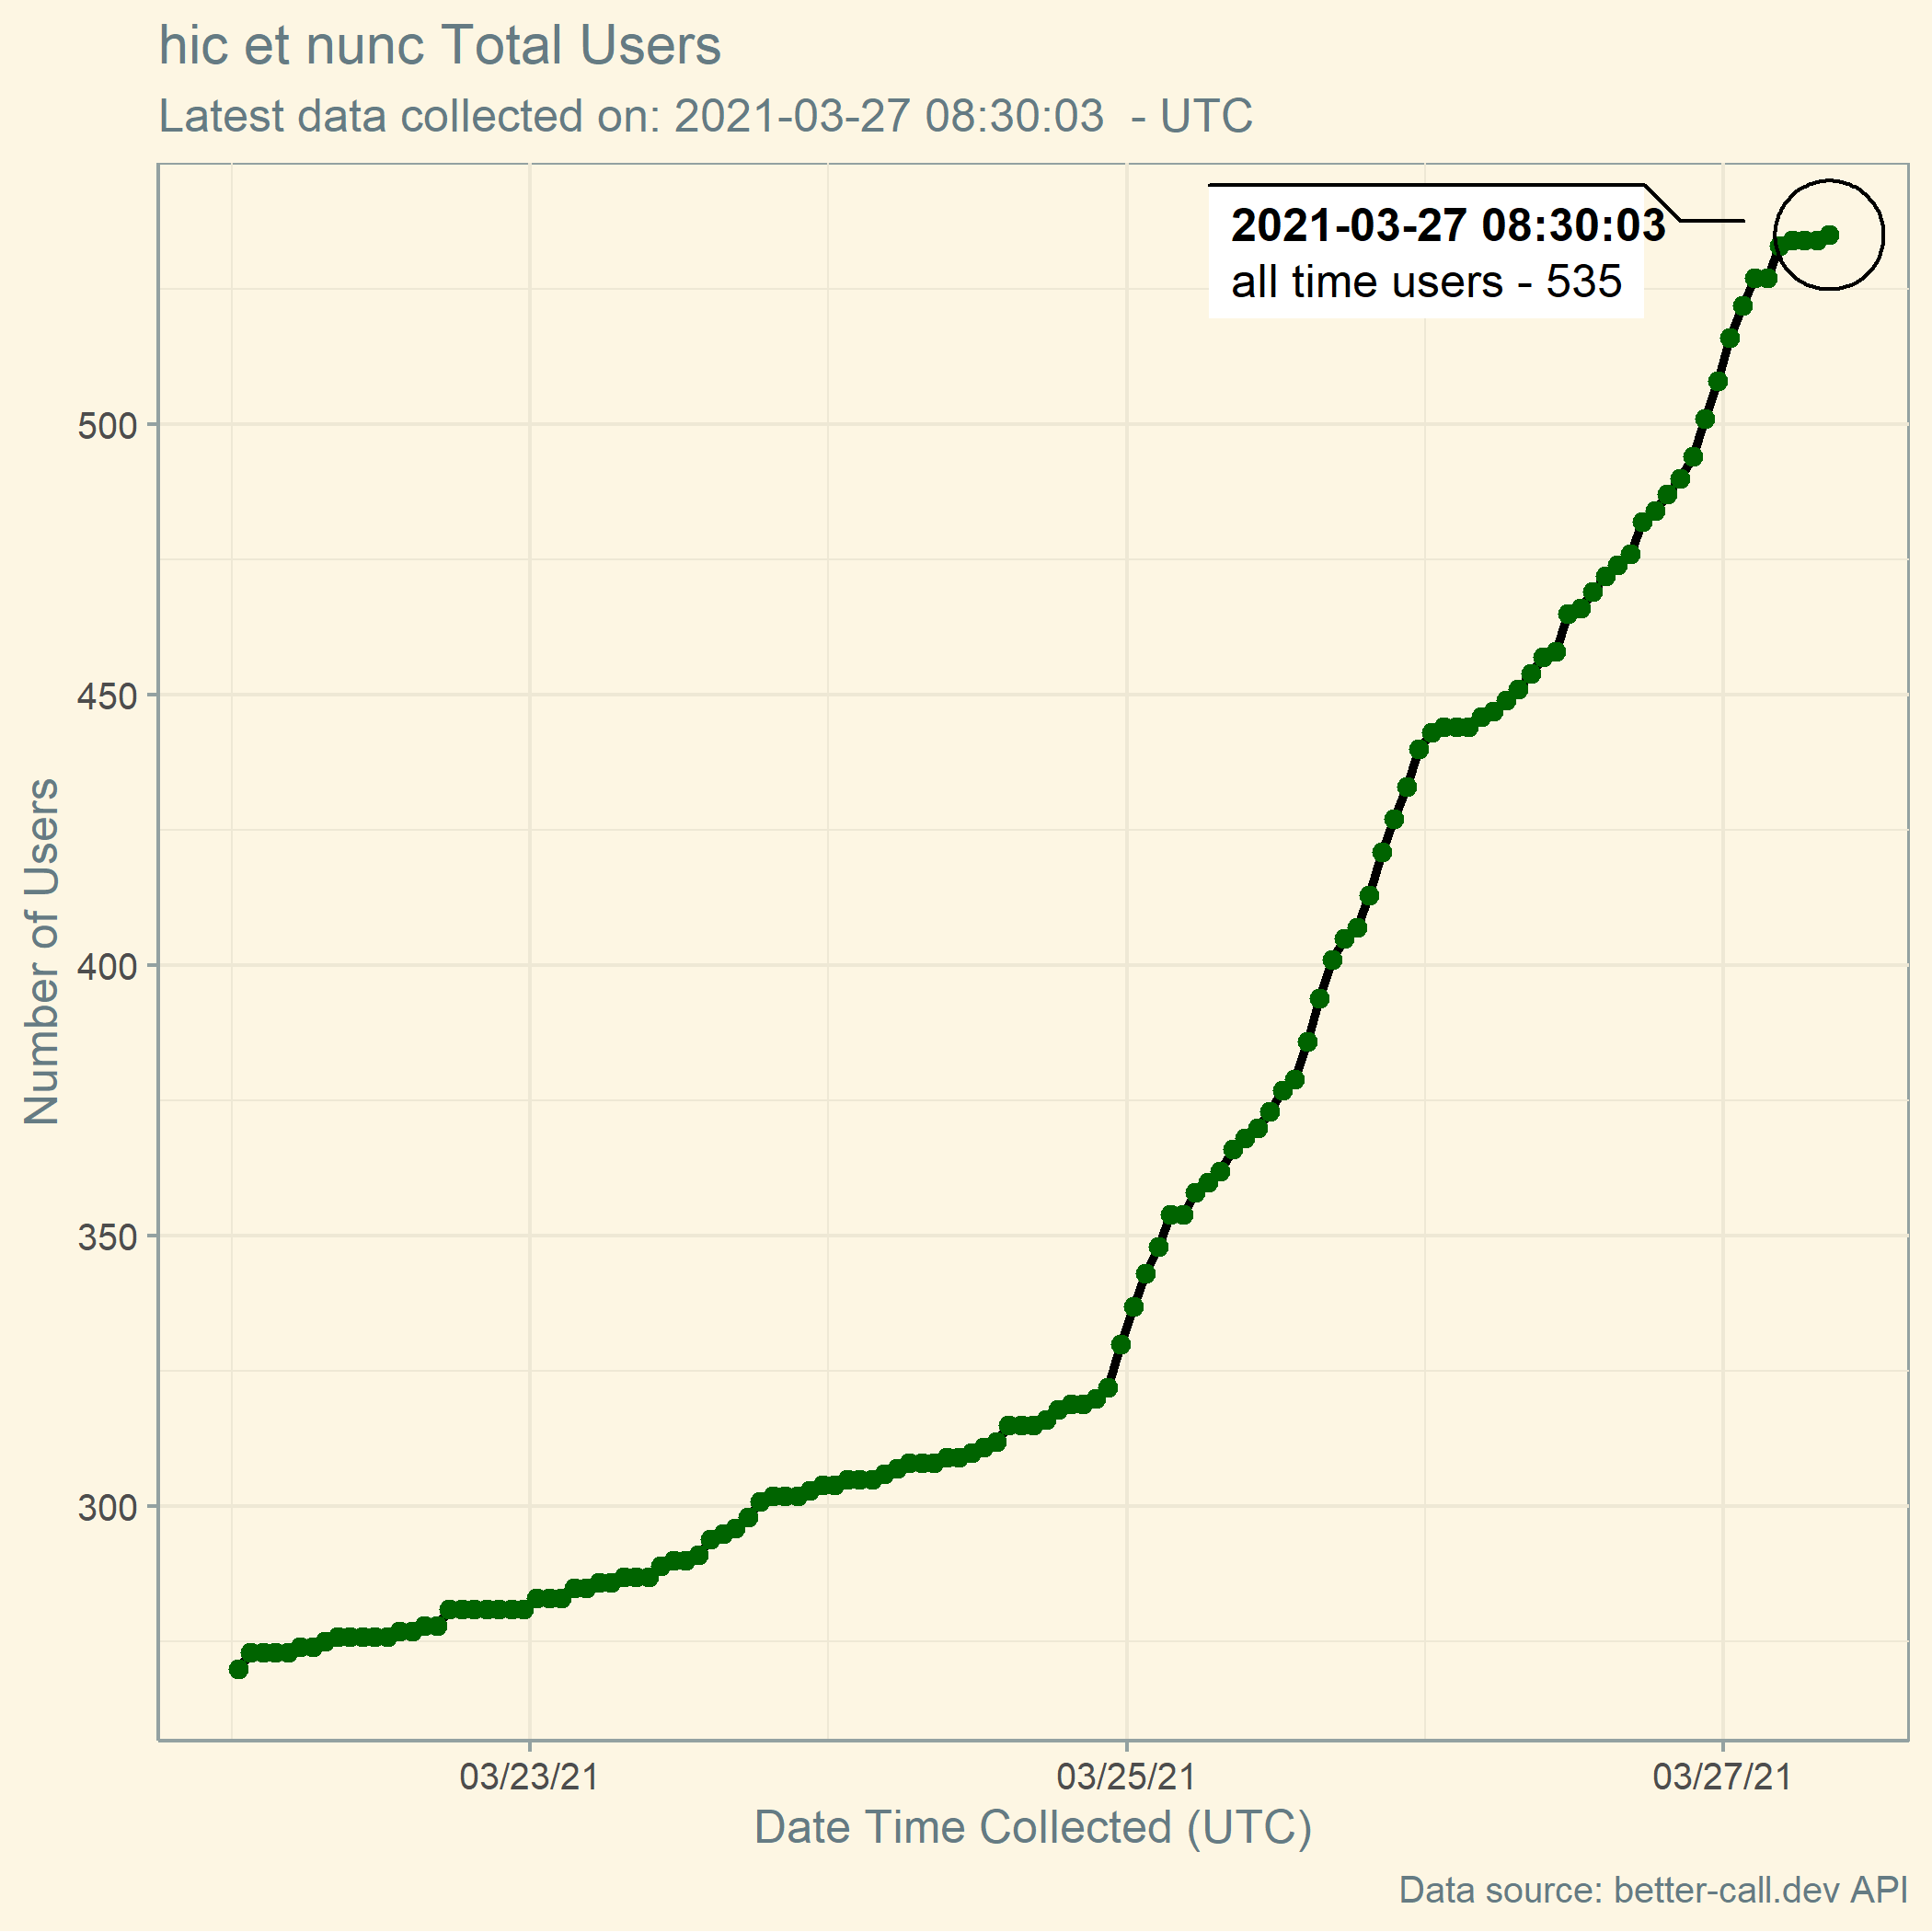 hic et nunc Total Users
Latest data collected on: 2021-03-27 08:30:03  - UTC
2021-03-27 08:30:03
all time users - 535
Number of Users
500
450
400
350
300
03/23/21
03/25/21
03/27/21
Date Time Collected (UTC)
Data source: better-call.dev API